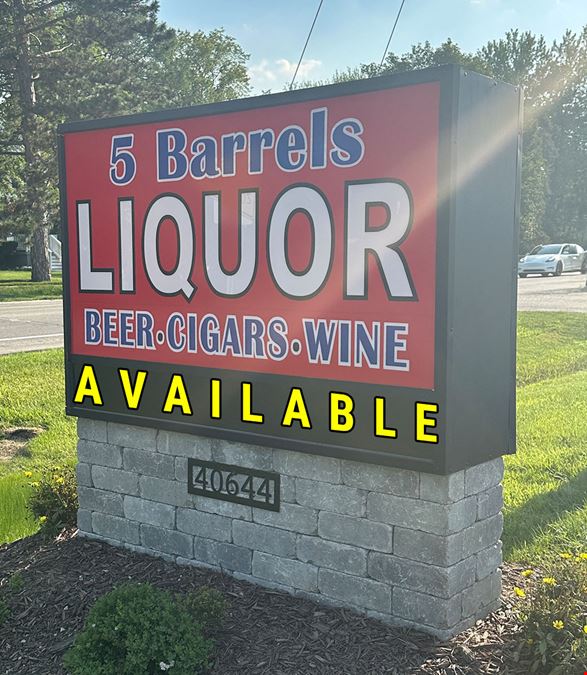 5 Barrels
LIQUOR
BEER·CIGARS·WINE
AVAILABLE
40644